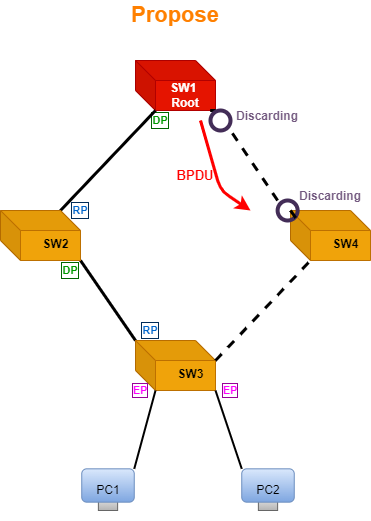 Propose
SW1
Root
DP
Discarding
BPDU
Discarding
RP
SW2
SW4
DP
RP
SW3
EP
EP
PC1
PC2